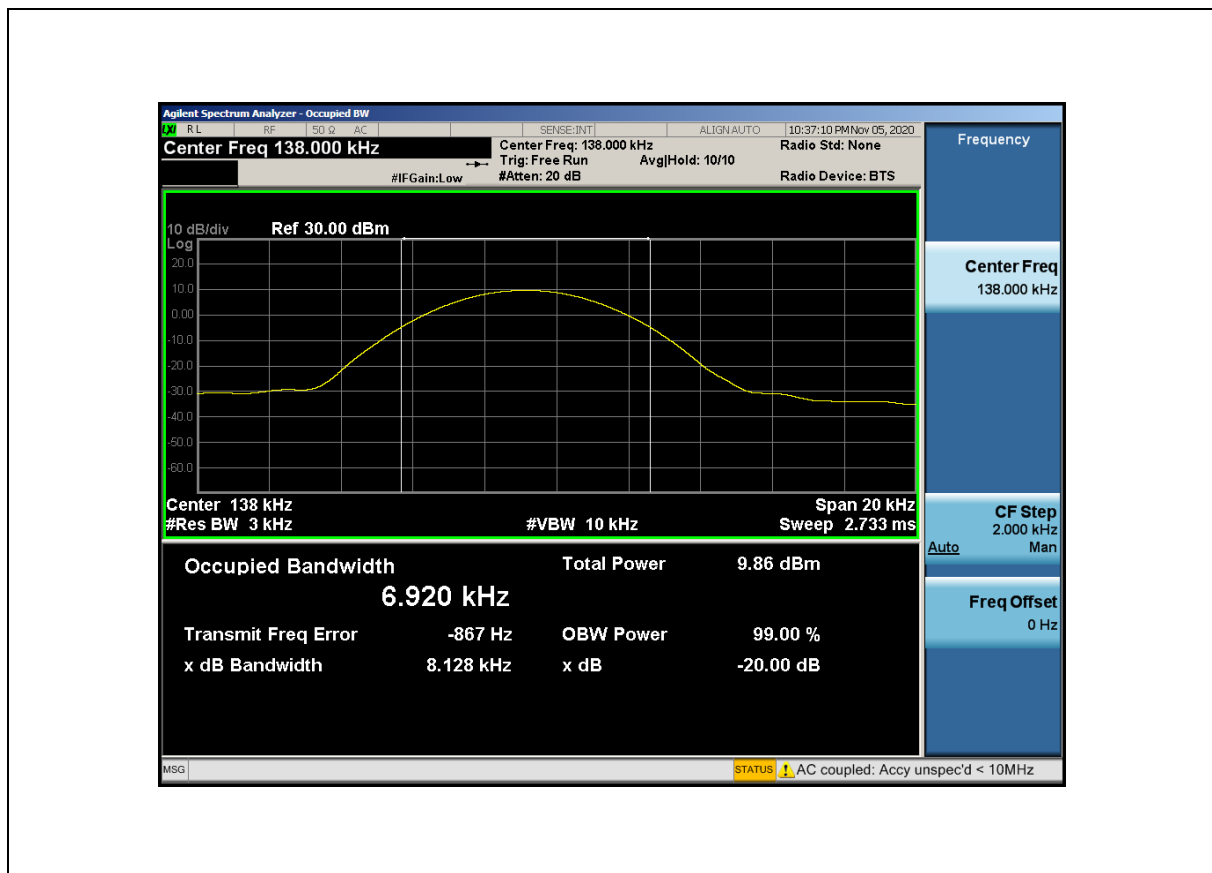 Agilent Spectrum Analyzer - Occupied BW
LXI RL RF 50 Ω AC SENSE:INT ALIGN AUTO 10:37:10 PM Nov 05, 2020
Center Freq 138.000 kHz
Center Freq: 138.000 kHz
Radio Std: None
Trig: Free Run Avg|Hold: 10/10
#IFGain:Low #Atten: 20 dB Radio Device: BTS
10 dB/div Ref 30.00 dBm
Log
20.0
10.0
0.00
-10.0
-20.0
-30.0
-40.0
-50.0
-60.0
Center 138 kHz Span 20 kHz
#Res BW 3 kHz #VBW 10 kHz Sweep 2.733 ms
Occupied Bandwidth Total Power 9.86 dBm
6.920 kHz
Transmit Freq Error -867 Hz OBW Power 99.00 %
x dB Bandwidth 8.128 kHz x dB -20.00 dB
Frequency
Center Freq
138.000 kHz
CF Step
2.000 kHz
Auto Man
Freq Offset
0 Hz
MSG STATUS AC coupled: Accy unspec'd < 10MHz